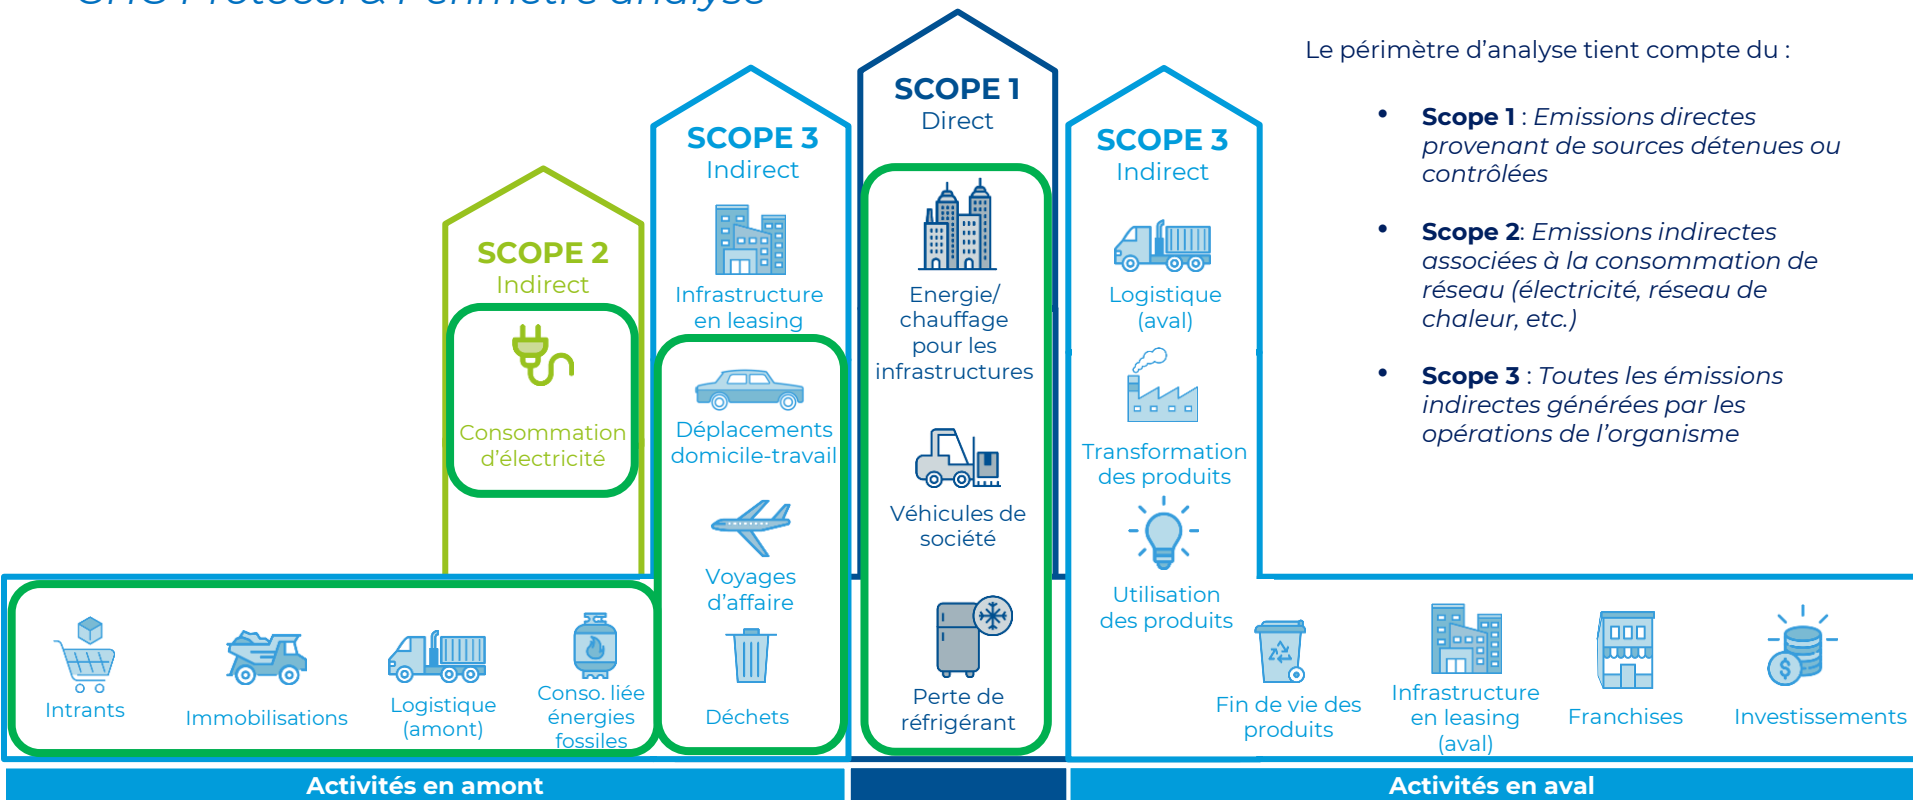 GHG Protocol & Périmètre analysé
SCOPE 2
Indirect
Consommation
d'électricité
SCOPE 3
Indirect
Infrastructure
en leasing
Déplacements
domicile-travail
Voyages
d'affaire
Déchets
SCOPE 1
Direct
Energie/
chauffage
pour les
infrastructures
Véhicules de
société
Perte de
réfrigérant
SCOPE 3
Indirect
Logistique
(aval)
Transformation
des produits
Utilisation
des produits
Le périmètre d'analyse tient compte du :
• Scope 1 : Emissions directes
provenant de sources détenues ou
contrôlées
• Scope 2: Emissions indirectes
associées à la consommation de
réseau (électricité, réseau de
chaleur, etc.)
• Scope 3 : Toutes les émissions
indirectes générées par les
opérations de l'organisme
Intrants
Immobilisations
Logistique
(amont)
Conso. liée
énergies
fossiles
Fin de vie des
produits
Infrastructure
en leasing
(aval)
Franchises
$
Investissements
Activités en amont
Activités en aval